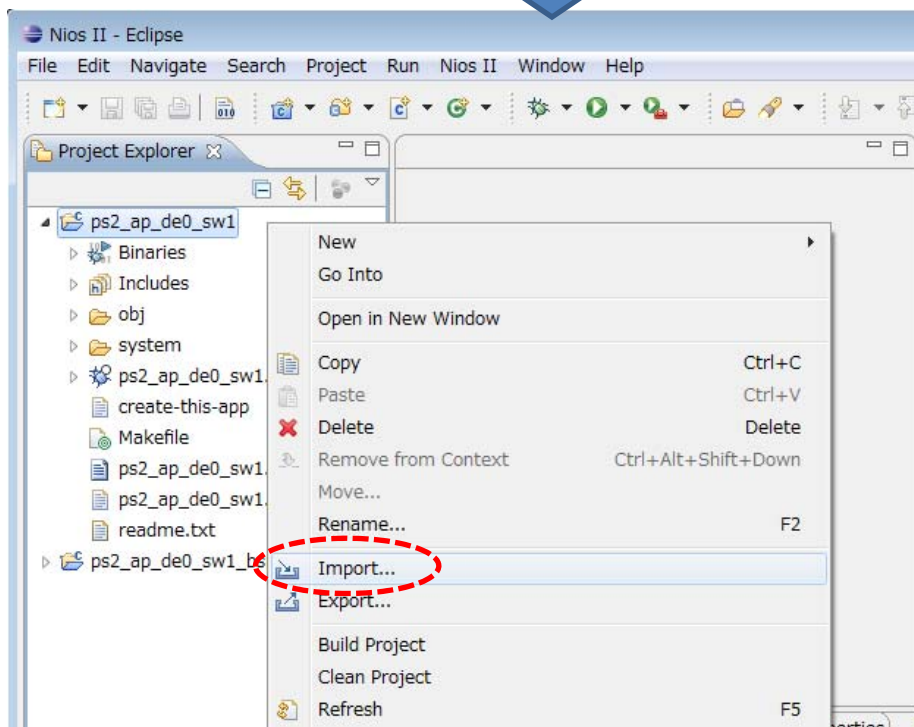 Nios II - Eclipse
File Edit Navigate Search Project Run Nios II Window Help
010
Project Explorer
ps2_ap_de0_sw1
Binaries
Includes
obj
system
ps2_ap_de0_sw1.
create-this-app
Makefile
ps2_ap_de0_sw1.
ps2_ap_de0_sw1.
readme.txt
ps2_ap_de0_sw1_bs
New
Go Into
Open in New Window
Copy Ctrl+C
Paste Ctrl+V
Delete Delete
Remove from Context Ctrl+Alt+Shift+Down
Move...
Rename... F2
Import...
Export...
Build Project
Clean Project
Refresh F5